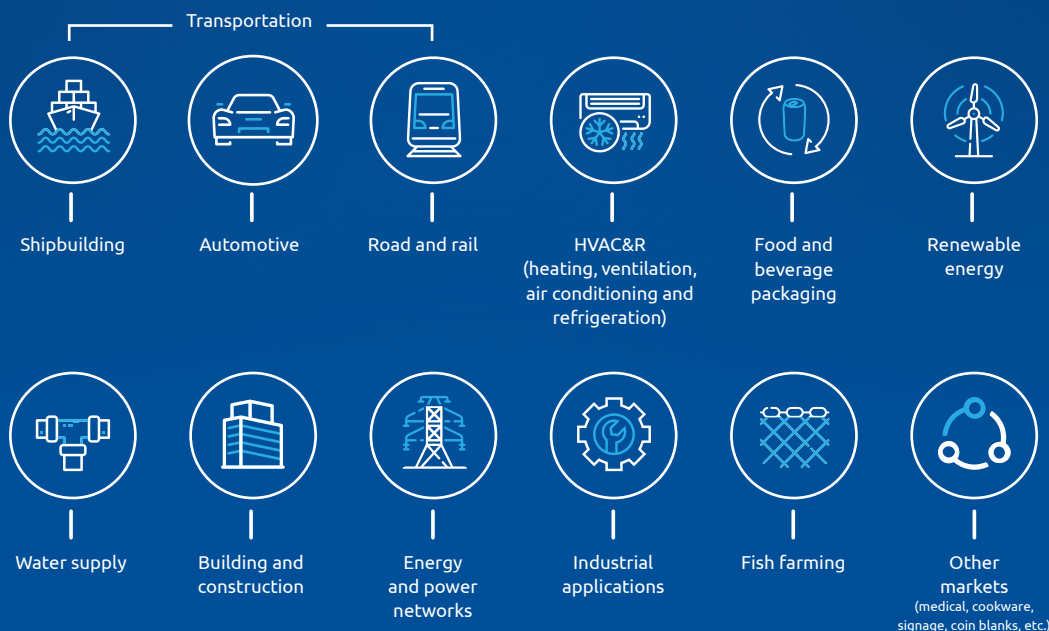 Transportation
Shipbuilding
Automotive
Road and rail
HVAC&R
(heating, ventilation,
air conditioning and
refrigeration)
Food and
beverage
packaging
Renewable
energy
Water supply
Building and
construction
Energy
and power
networks
Industrial
applications
Fish farming
Other
markets
(medical, cookware,
signage, coin blanks, etc.)